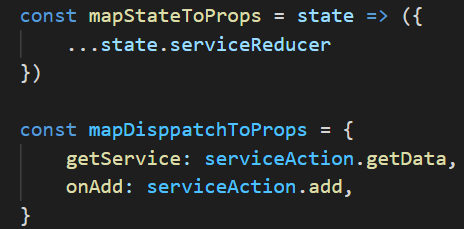 const mapStateToProps = state => ({
    ...state.serviceReducer
})

const mapDisppatchToProps = {
    getService: serviceAction.getData,
    onAdd: serviceAction.add,
}